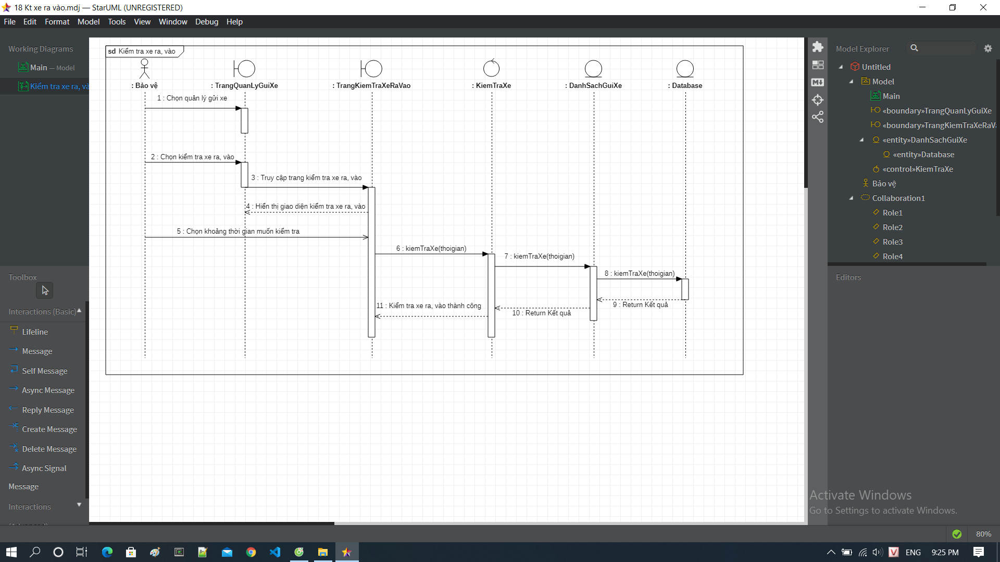 18 Kt xe ra vào.mdj — StarUML (UNREGISTERED)
File Edit Format Model Tools View Window Debug Help
Working Diagrams
Main — Model
Kiểm tra xe ra, và
Toolbox
Interactions (Basic)
Lifeline
Message
Self Message
Async Message
Reply Message
Create Message
Delete Message
Async Signal
Message
Interactions
(Advanced)
sd Kiểm tra xe ra, vào
: Bảo vệ
: TrangQuanLyGuiXe
: TrangKiemTraXeRaVao
: KiemTraXe
: DanhSachGuiXe
: Database
1 : Chọn quản lý gửi xe
2 : Chọn kiểm tra xe ra, vào
3 : Truy cập trang kiểm tra xe ra, vào
4 : Hiển thị giao diện kiểm tra xe ra, vào
5 : Chọn khoảng thời gian muốn kiểm tra
6 : kiemTraXe(thoigian)
7 : kiemTraXe(thoigian)
8 : kiemTraXe(thoigian)
9 : Return Kết quả
10 : Return Kết quả
11 : Kiểm tra xe ra, vào thành công
M
Model Explorer
Untitled
Model
Main
«boundary»TrangQuanLyGuiXe
«boundary»TrangKiemTraXeRaVa
«entity»DanhSachGuiXe
«entity»Database
«control»KiemTraXe
Bảo vệ
Collaboration1
Role1
Role2
Role3
Role4
Editors
Activate Windows
Go to Settings to activate Windows.
80%
V ENG 9:25 PM